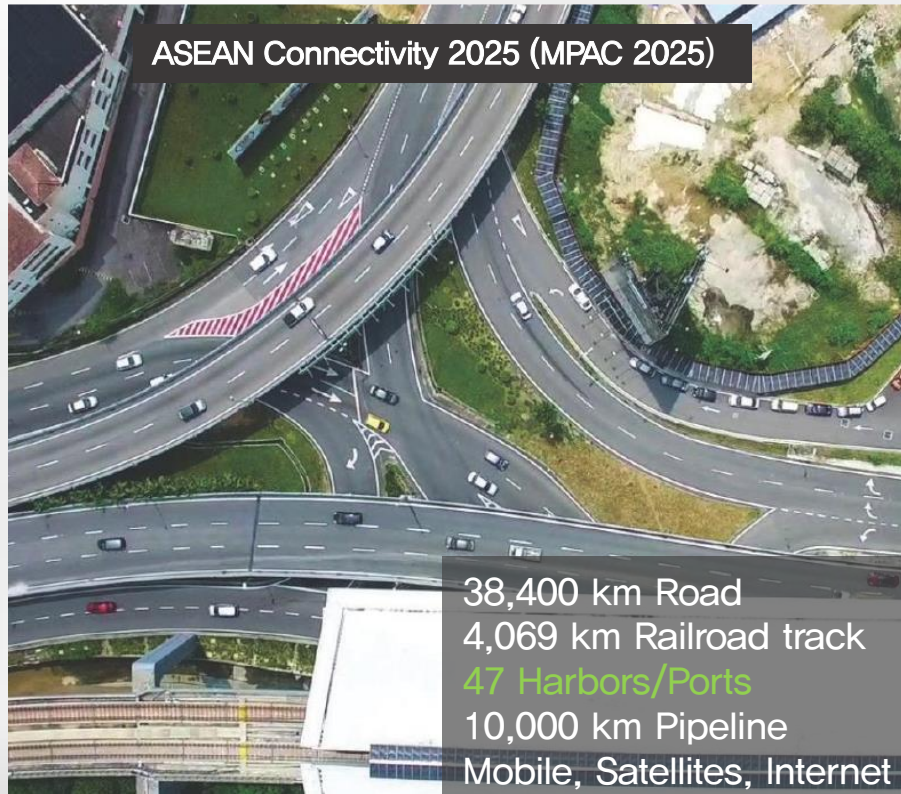 ASEAN Connectivity 2025 (MPAC 2025)
38,400 km Road
4,069 km Railroad track
47 Harbors/Ports
10,000 km Pipeline
Mobile, Satellites, Internet